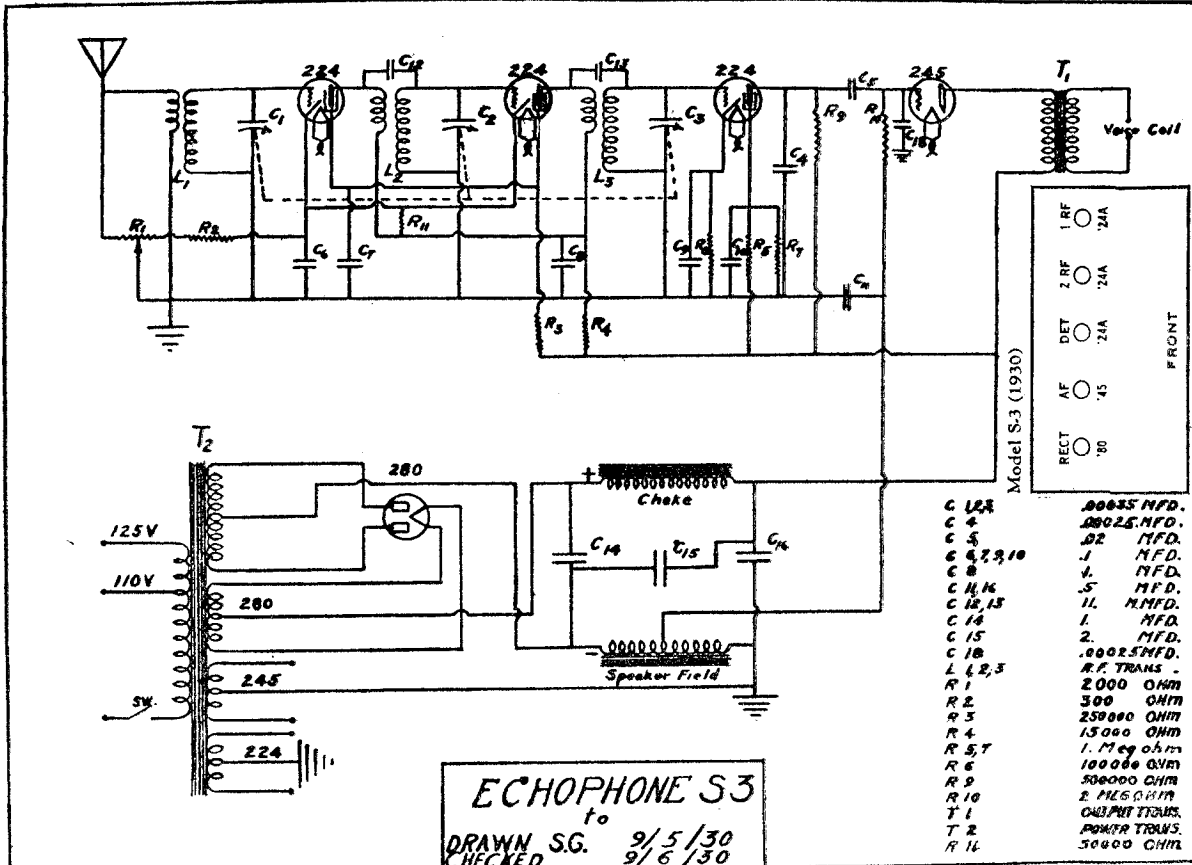 224
C12
224
C13
224
C5
245
T1
C1
C2
C3
R9
R10
C18
Voice Coil
C4
L1
L2
L3
R1
R2
R11
C6
C7
C8
C9
R6
C10
R5
R7
C11
R3
R4
1 RF '24A
2 RF '24A
DET '24A
AF '45
RECT '80
FRONT
Model S-3 (1930)
T2
280
+
Choke
125V
C14
C15
C16
110V
280
-
Speaker Field
245
SW.
224
C 1,2,3 .00035 MFD.
C 4 .00025 MFD.
C 5 .02 MFD.
C 6,7,9,10 .1 MFD.
C 8 1. MFD.
C 11,16 .5 MFD.
C 12,13 11. M.MFD.
C 14 1. MFD.
C 15 2. MFD.
C 18 .00025 MFD.
L 1,2,3 R.F. TRANS.
R 1 2000 OHm
R 2 300 OHm
R 3 250000 OHm
R 4 15000 OHm
R 5,7 1. Meg ohm
R 6 100000 OHm
R 9 500000 OHm
R 10 2 MEG OHM
T 1 OUTPUT TRANS.
T 2 POWER TRANS.
R 11 50000 OHm
ECHOPHONE S3
to
DRAWN S.G. 9/5/30
CHECKED 9/6/30